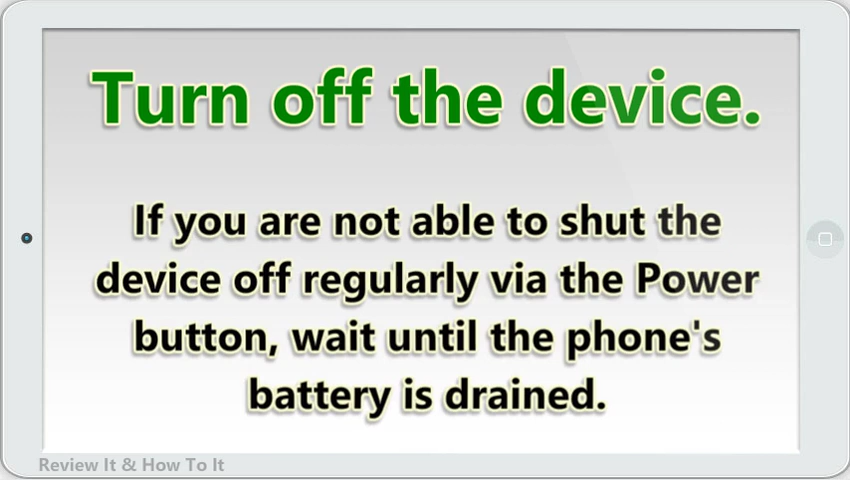 Turn off the device.
If you are not able to shut the
device off regularly via the Power
button, wait until the phone's
battery is drained.
Review It & How To It